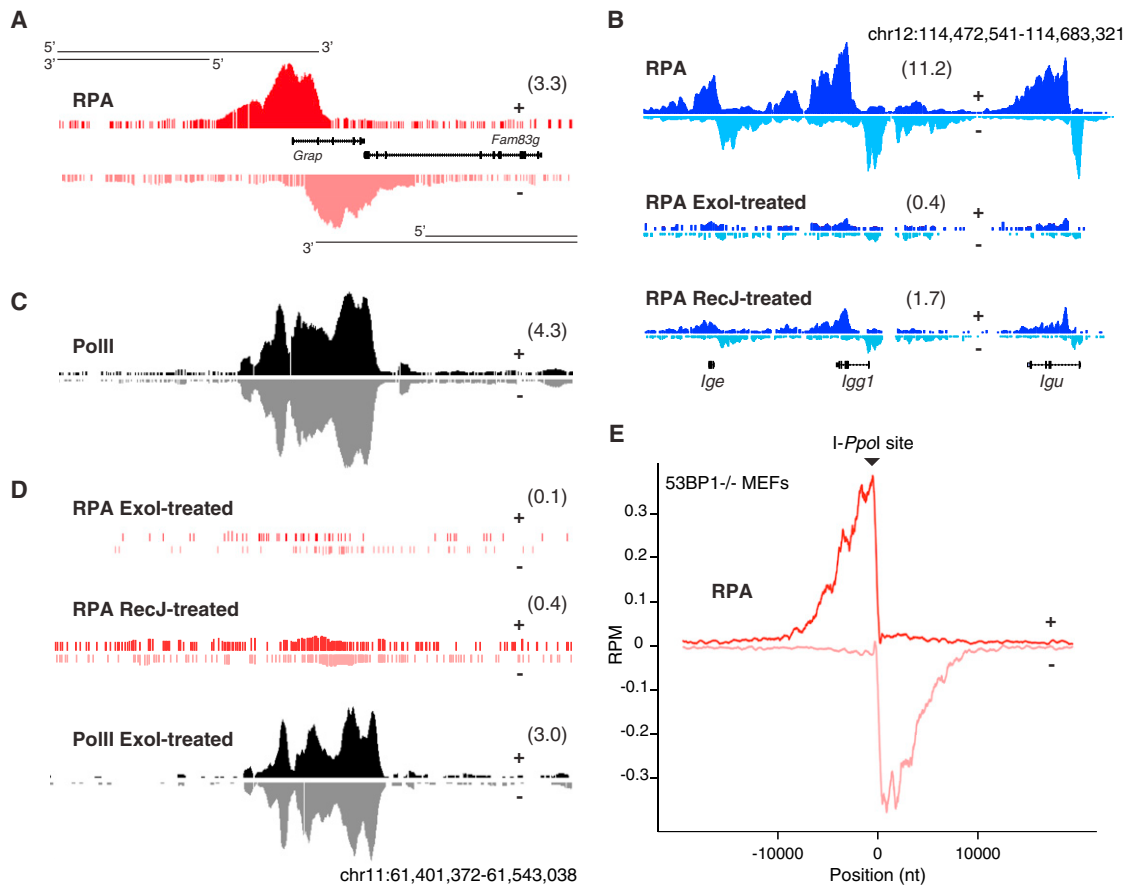 A
5' 3'
3' 5'
RPA
(3.3)
+
Grap
Fam83g
-
5'
3'
B
chr12:114,472,541-114,683,321
RPA
(11.2)
+
-
RPA ExoI-treated
(0.4)
+
-
RPA RecJ-treated
(1.7)
+
-
Ige Igg1 Igu
C
PolII
(4.3)
+
-
D
RPA ExoI-treated
(0.1)
+
-
RPA RecJ-treated
(0.4)
+
-
PolII ExoI-treated
(3.0)
+
-
chr11:61,401,372-61,543,038
E
I-PpoI site
53BP1-/- MEFs
RPA
+
-
RPM
0.3
0.2
0.1
0
-0.1
-0.2
-0.3
-10000 0 10000
Position (nt)